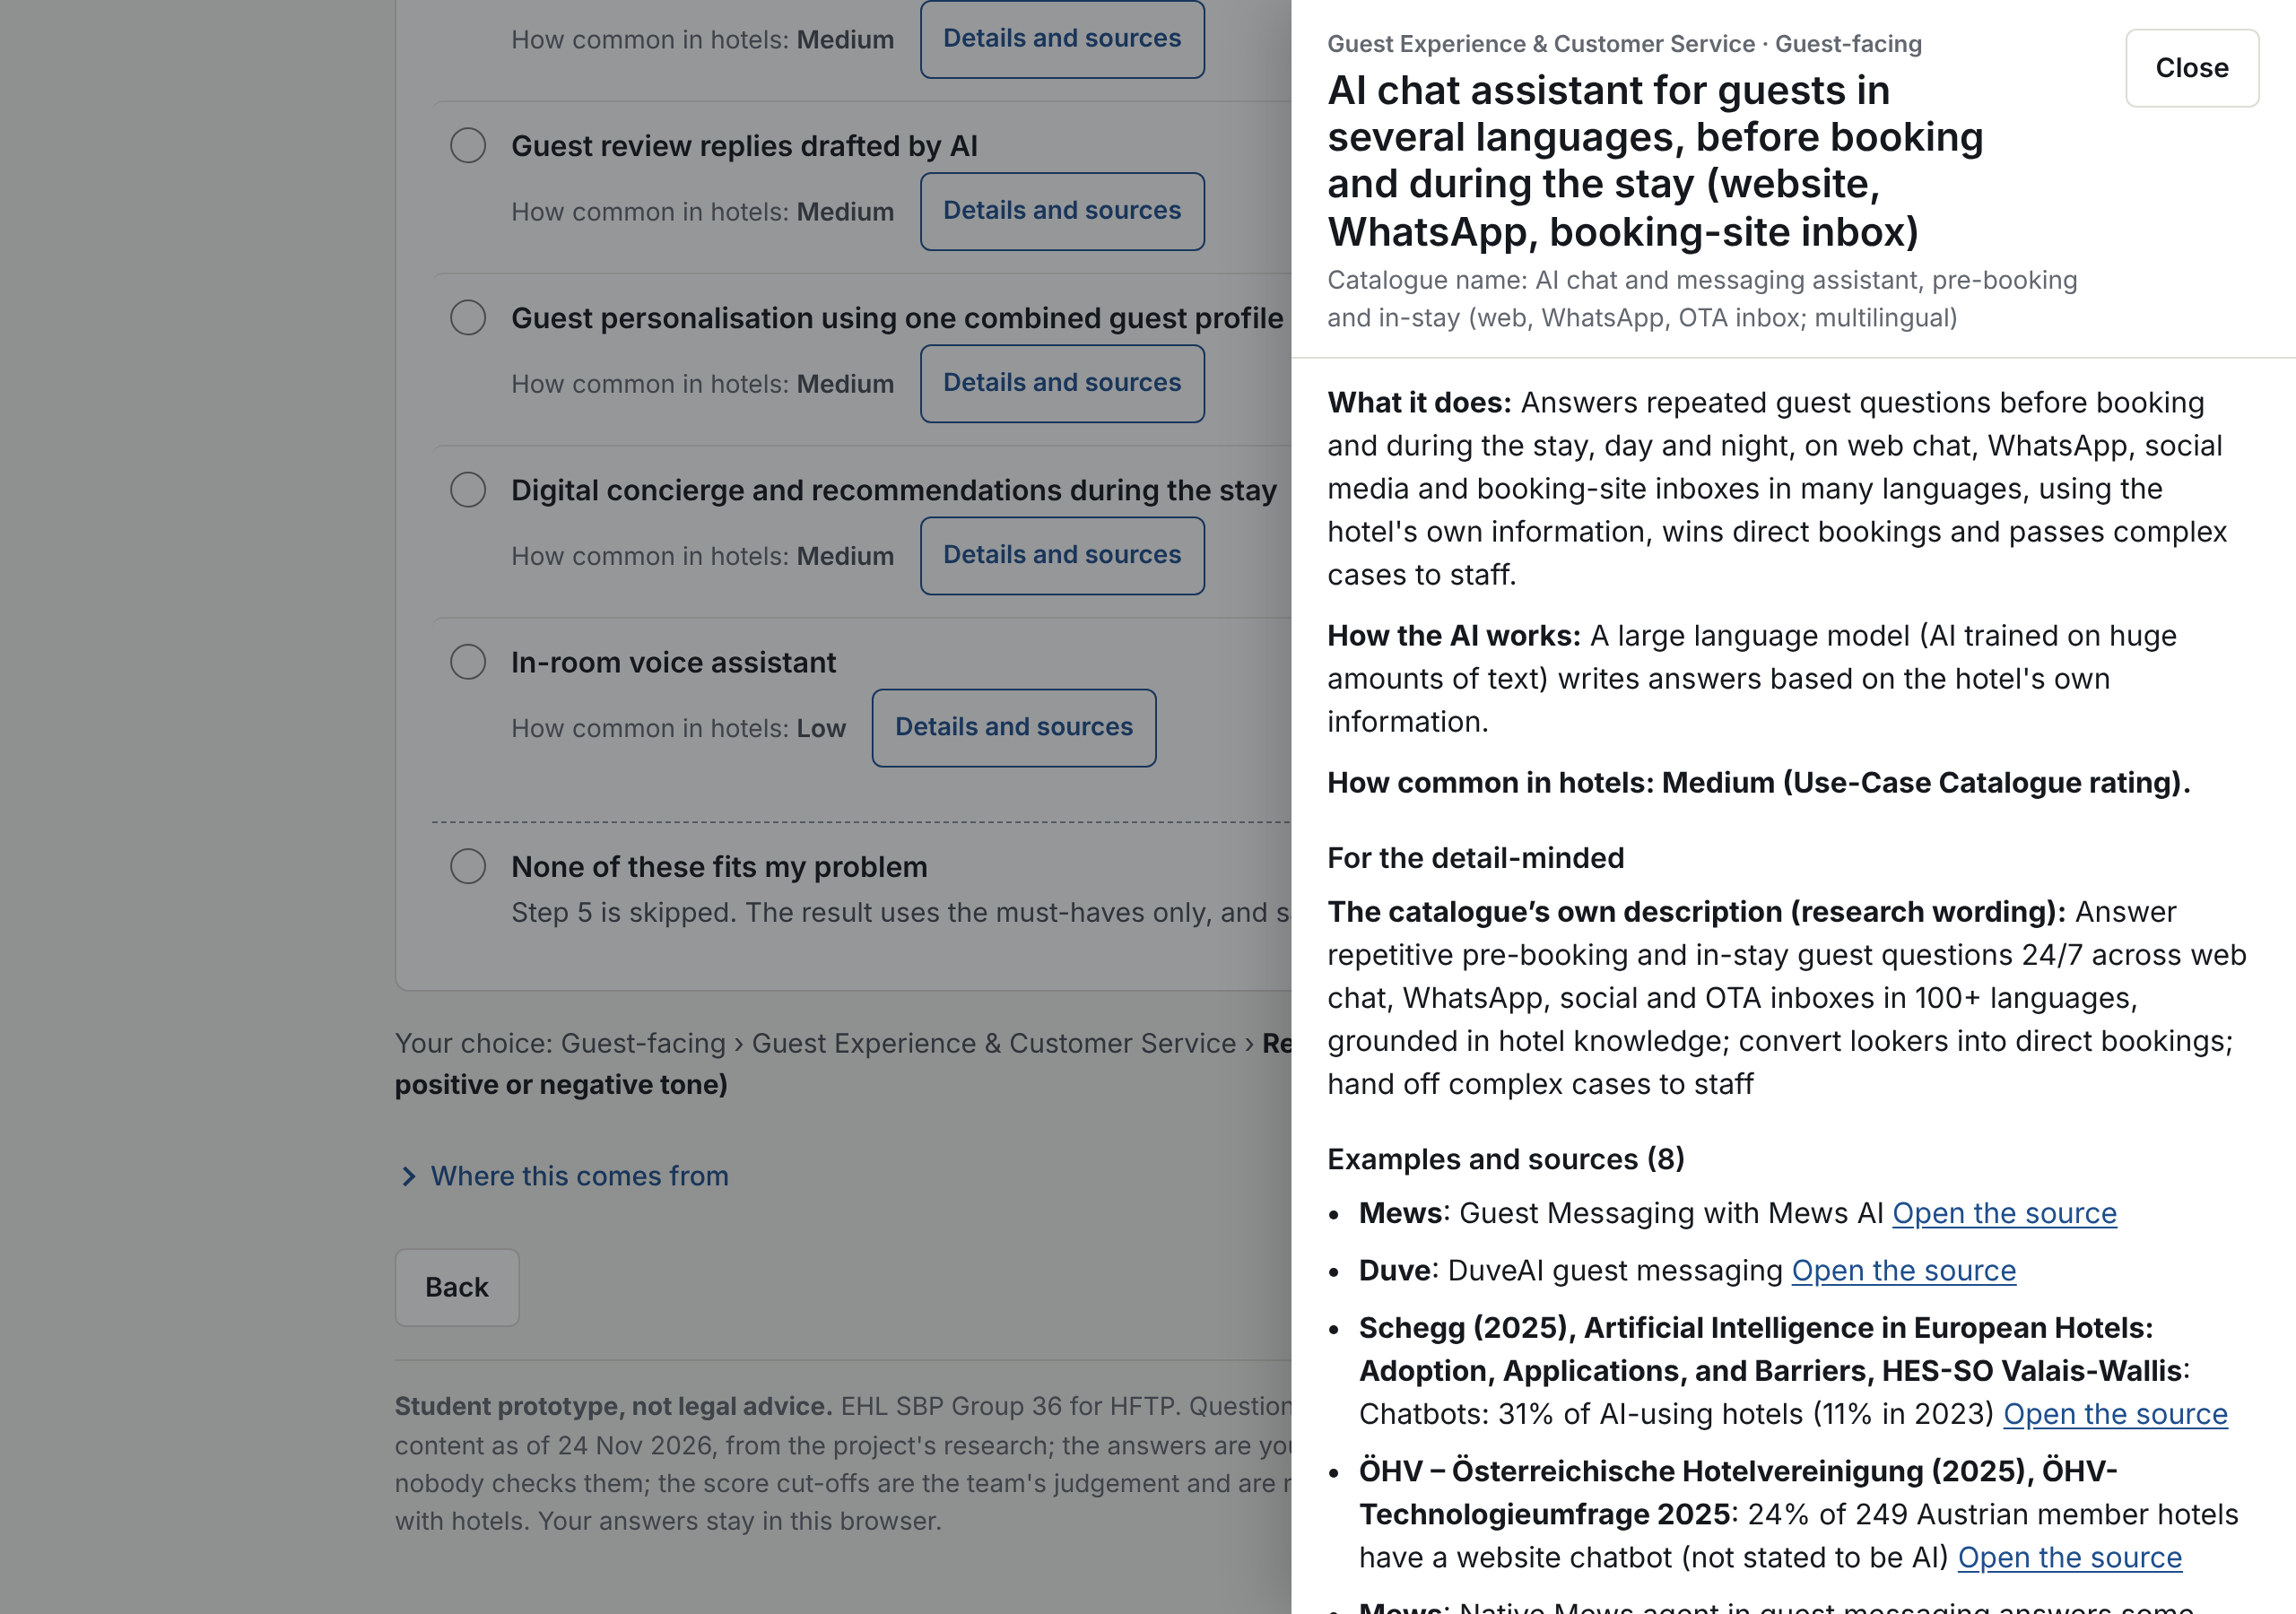 How common in hotels: Medium
Details and sources
Guest review replies drafted by AI
How common in hotels: Medium
Details and sources
Guest personalisation using one combined guest profile
How common in hotels: Medium
Details and sources
Digital concierge and recommendations during the stay
How common in hotels: Medium
Details and sources
In-room voice assistant
How common in hotels: Low
Details and sources
None of these fits my problem
Step 5 is skipped. The result uses the must-haves only, and
Your choice: Guest-facing › Guest Experience & Customer Service ›
positive or negative tone)
Where this comes from
Back
Student prototype, not legal advice. EHL SBP Group 36 for HFTP.
content as of 24 Nov 2026, from the project's research; the answers are
nobody checks them; the score cut-offs are the team's judgement and are
with hotels. Your answers stay in this browser.
Guest Experience & Customer Service · Guest-facing
Close
AI chat assistant for guests in
several languages, before booking
and during the stay (website,
WhatsApp, booking-site inbox)
Catalogue name: AI chat and messaging assistant, pre-booking
and in-stay (web, WhatsApp, OTA inbox; multilingual)
What it does: Answers repeated guest questions before booking
and during the stay, day and night, on web chat, WhatsApp, social
media and booking-site inboxes in many languages, using the
hotel's own information, wins direct bookings and passes complex
cases to staff.
How the AI works: A large language model (AI trained on huge
amounts of text) writes answers based on the hotel's own
information.
How common in hotels: Medium (Use-Case Catalogue rating).
For the detail-minded
The catalogue’s own description (research wording): Answer
repetitive pre-booking and in-stay guest questions 24/7 across web
chat, WhatsApp, social and OTA inboxes in 100+ languages,
grounded in hotel knowledge; convert lookers into direct bookings;
hand off complex cases to staff
Examples and sources (8)
• Mews: Guest Messaging with Mews AI Open the source
• Duve: DuveAI guest messaging Open the source
• Schegg (2025), Artificial Intelligence in European Hotels:
Adoption, Applications, and Barriers, HES-SO Valais-Wallis:
Chatbots: 31% of AI-using hotels (11% in 2023) Open the source
• ÖHV – Österreichische Hotelvereinigung (2025), ÖHV-
Technologieumfrage 2025: 24% of 249 Austrian member hotels
have a website chatbot (not stated to be AI) Open the source
• Mews: Native Mews agent in guest messaging answers some